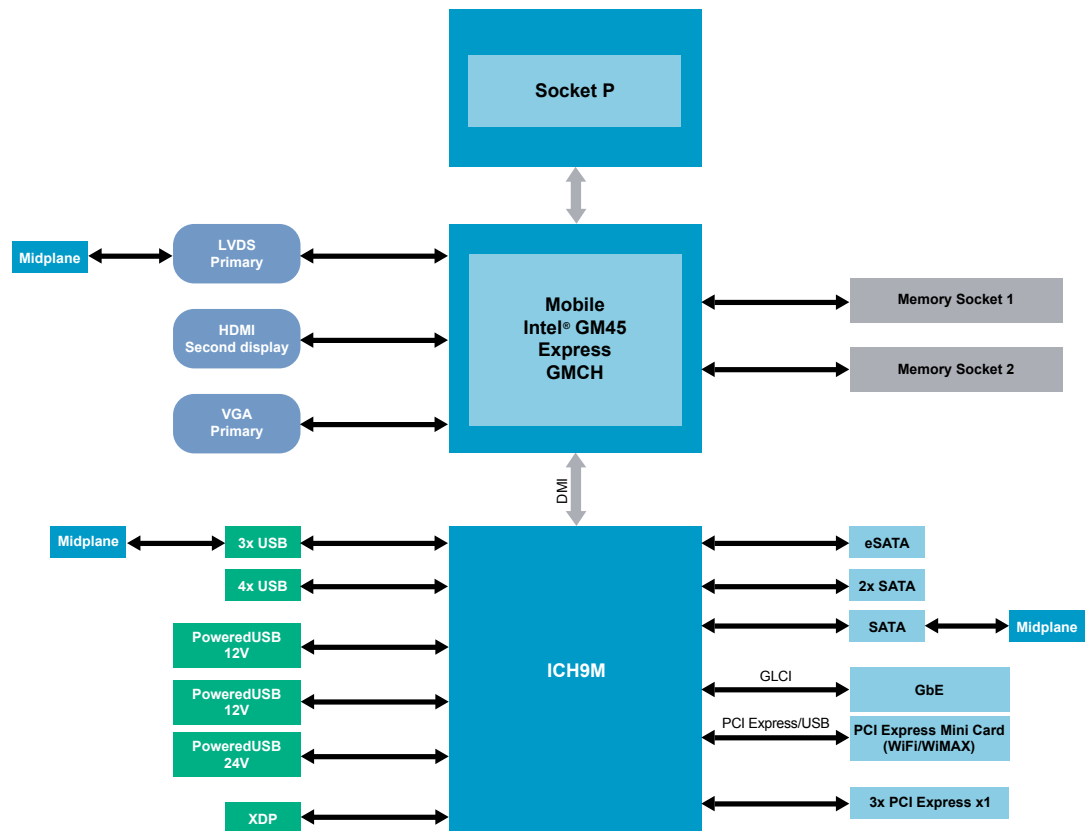 Socket P
Midplane
LVDS
Primary
HDMI
Second display
VGA
Primary
Mobile
Intel® GM45
Express
GMCH
Memory Socket 1
Memory Socket 2
DMI
Midplane
3x USB
4x USB
PoweredUSB
12V
PoweredUSB
12V
PoweredUSB
24V
XDP
ICH9M
eSATA
2x SATA
SATA
Midplane
GLCI
GbE
PCI Express/USB
PCI Express Mini Card
(WiFi/WiMAX)
3x PCI Express x1